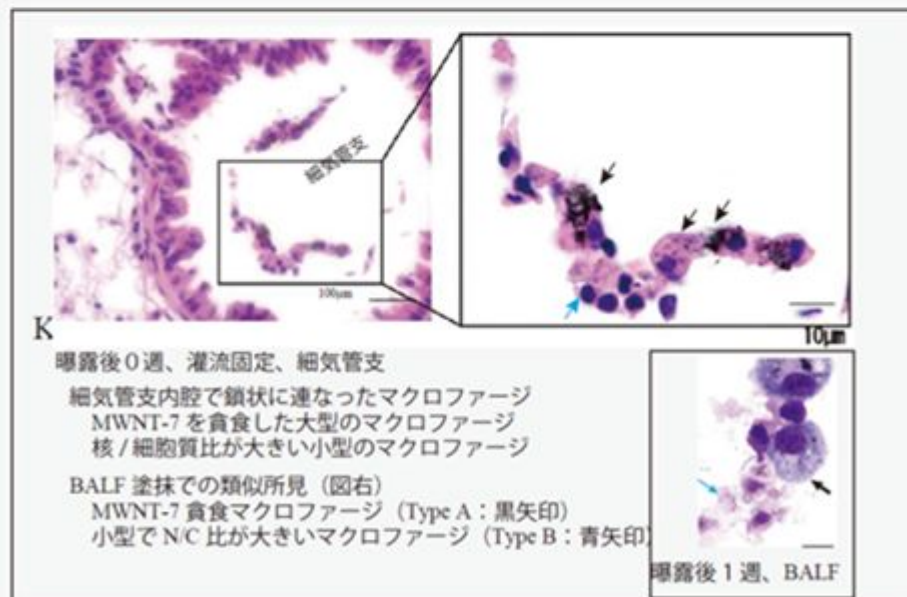 細気管支
100μm
10μm
K
曝露後０週、灌流固定、細気管支
細気管支内腔で鎖状に連なったマクロファージ
MWNT-7 を貪食した大型のマクロファージ
核 / 細胞質比が大きい小型のマクロファージ
BALF 塗抹での類似所見（図右）
MWNT-7 貪食マクロファージ（Type A：黒矢印）
小型で N/C 比が大きいマクロファージ（Type B：青矢印）
曝露後 1 週、BALF